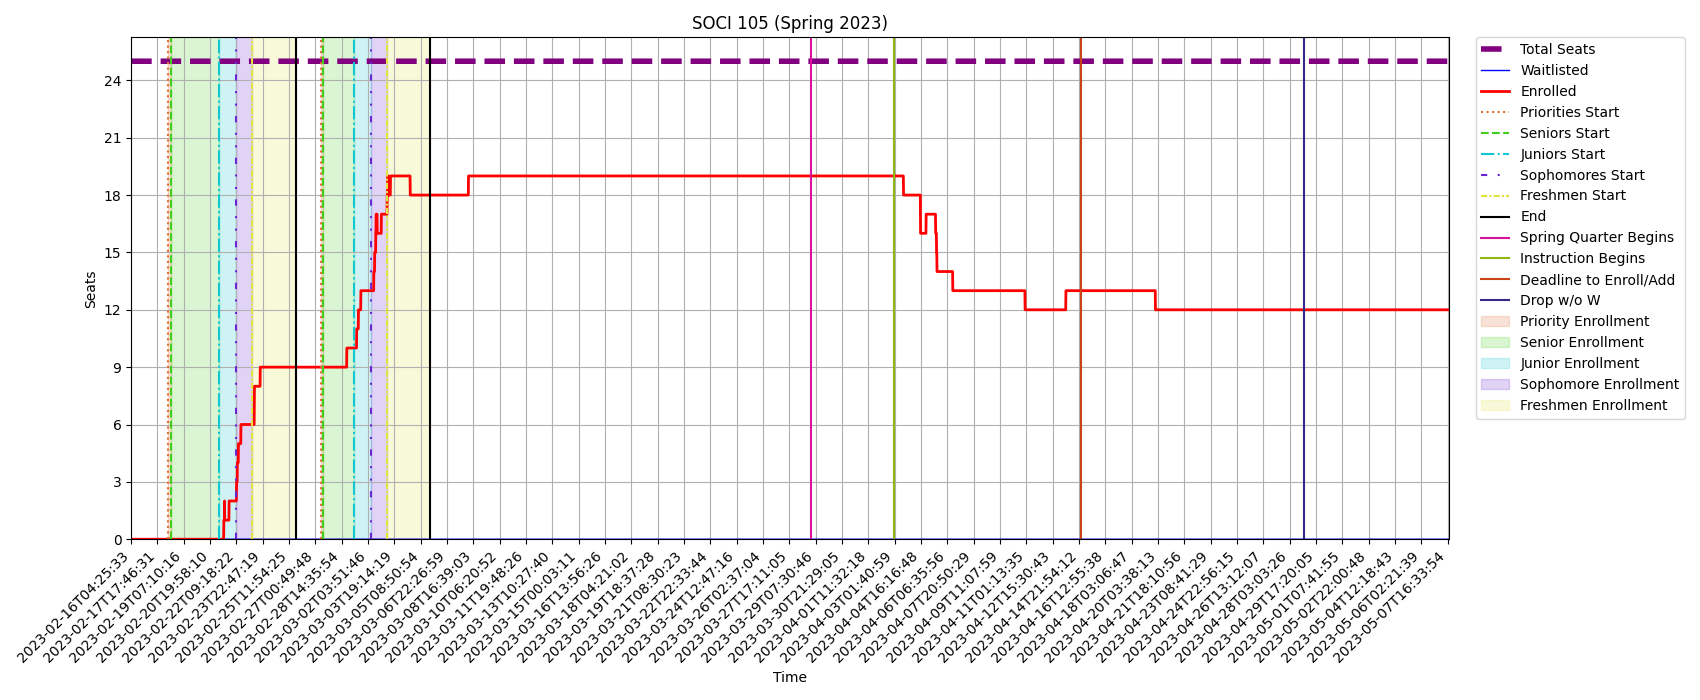 SOCI 105 (Spring 2023)
Seats
24
21
18
15
12
9
6
3
0
2023-02-16T04:25:33
2023-02-17T17:46:31
2023-02-19T07:10:16
2023-02-20T19:58:10
2023-02-22T09:18:22
2023-02-23T22:47:19
2023-02-25T11:54:25
2023-02-27T00:49:48
2023-02-28T14:35:54
2023-03-02T03:51:46
2023-03-03T19:14:19
2023-03-05T08:50:54
2023-03-06T22:26:59
2023-03-08T16:39:03
2023-03-10T06:20:52
2023-03-11T19:48:26
2023-03-13T10:27:40
2023-03-15T00:03:11
2023-03-16T13:56:26
2023-03-18T04:21:02
2023-03-19T18:37:28
2023-03-21T08:30:23
2023-03-22T22:33:44
2023-03-24T12:47:16
2023-03-26T02:37:04
2023-03-27T17:11:05
2023-03-29T07:30:46
2023-03-30T21:29:05
2023-04-01T11:32:18
2023-04-03T01:40:59
2023-04-04T16:16:48
2023-04-06T06:35:56
2023-04-07T20:50:29
2023-04-09T11:07:59
2023-04-11T01:13:35
2023-04-12T15:30:43
2023-04-14T21:54:12
2023-04-16T12:55:38
2023-04-18T03:06:47
2023-04-20T03:38:13
2023-04-21T18:10:56
2023-04-23T08:41:29
2023-04-24T22:56:15
2023-04-26T13:12:07
2023-04-28T03:03:26
2023-04-29T17:20:05
2023-05-01T07:41:55
2023-05-02T22:00:48
2023-05-04T12:18:43
2023-05-06T02:21:39
2023-05-07T16:33:54
Time
Total Seats
Waitlisted
Enrolled
Priorities Start
Seniors Start
Juniors Start
Sophomores Start
Freshmen Start
End
Spring Quarter Begins
Instruction Begins
Deadline to Enroll/Add
Drop w/o W
Priority Enrollment
Senior Enrollment
Junior Enrollment
Sophomore Enrollment
Freshmen Enrollment